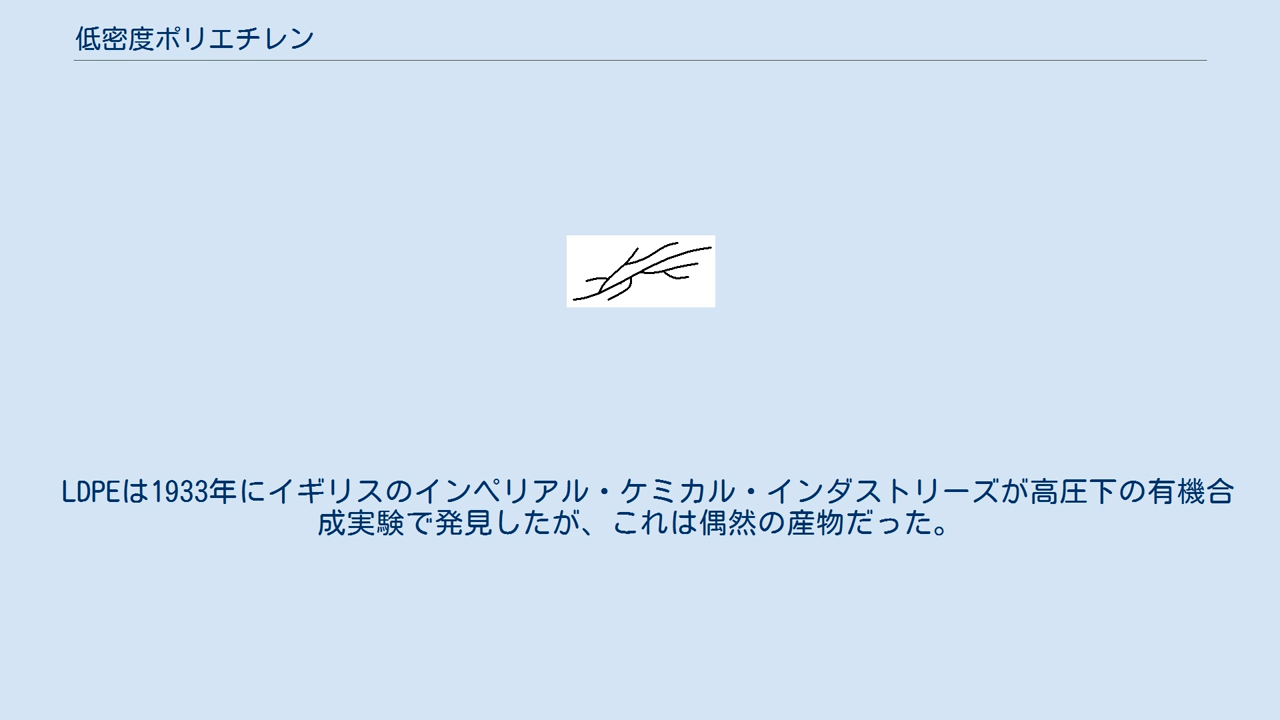 低密度ポリエチレン
LDPEは1933年にイギリスのインペリアル・ケミカル・インダストリーズが高圧下の有機合
成実験で発見したが、これは偶然の産物だった。